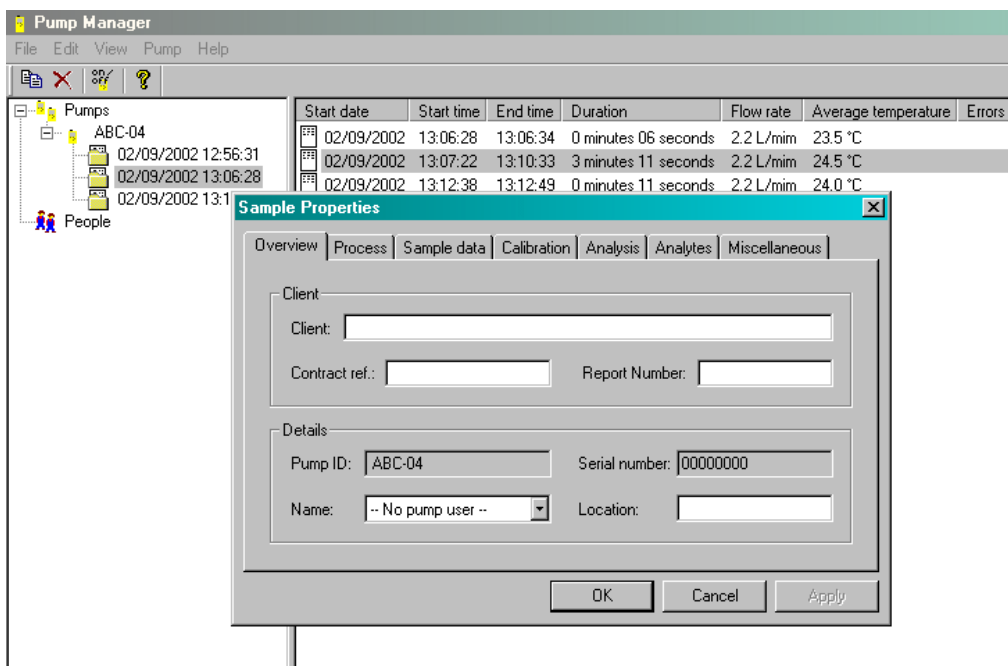 Pump Manager
File Edit View Pump Help
Pumps
ABC-04
02/09/2002 12:56:31
02/09/2002 13:06:28
02/09/2002 13:1
People
Start date Start time End time Duration Flow rate Average temperature Errors
02/09/2002 13:06:28 13:06:34 0 minutes 06 seconds 2.2 L/mim 23.5 °C
02/09/2002 13:07:22 13:10:33 3 minutes 11 seconds 2.2 L/mim 24.5 °C
02/09/2002 13:12:38 13:12:49 0 minutes 11 seconds 2.2 L/mim 24.0 °C
Sample Properties
Overview Process Sample data Calibration Analysis Analytes Miscellaneous
Client
Client:
Contract ref.: Report Number:
Details
Pump ID: ABC-04 Serial number: 00000000
Name: -- No pump user -- Location:
OK Cancel Apply